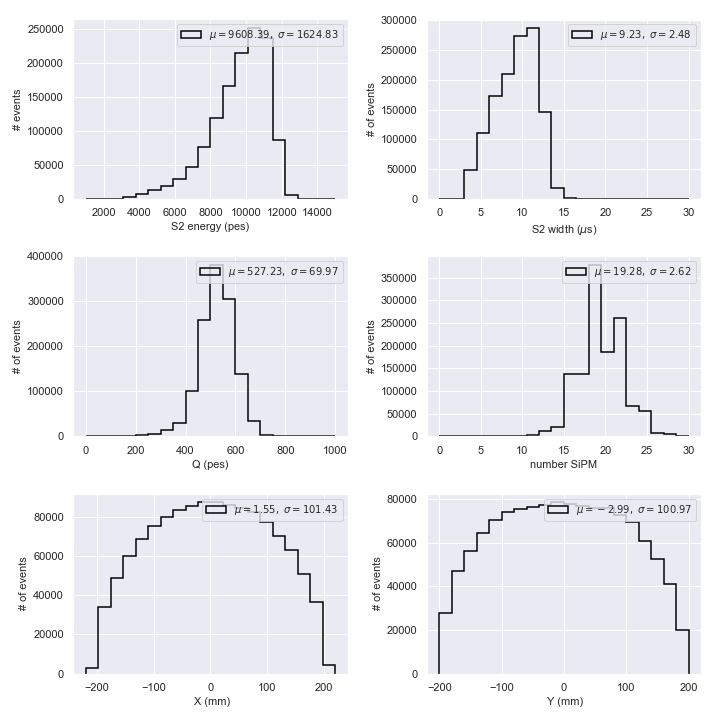 μ = 9608.39, σ = 1624.83
250000
200000
150000
100000
50000
0
# events
2000 4000 6000 8000 10000 12000 14000
S2 energy (pes)
μ = 9.23, σ = 2.48
300000
250000
200000
150000
100000
50000
0
# of events
0 5 10 15 20 25 30
S2 width (μs)
μ = 527.23, σ = 69.97
400000
300000
200000
100000
0
# of events
0 200 400 600 800 1000
Q (pes)
μ = 19.28, σ = 2.62
350000
300000
250000
200000
150000
100000
50000
0
# of events
0 5 10 15 20 25 30
number SiPM
μ = 1.55, σ = 101.43
80000
60000
40000
20000
0
# of events
−200 −100 0 100 200
X (mm)
μ = −2.99, σ = 100.97
80000
60000
40000
20000
0
# of events
−200 −100 0 100 200
Y (mm)